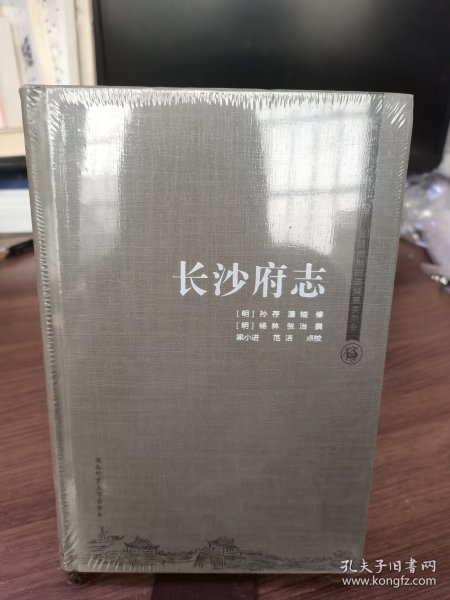 长沙府志
[明] 孙存 潘镒 修
[明] 杨林 张治 撰
梁小进 范洁 点校
孔夫子旧书网
www.kongfz.com